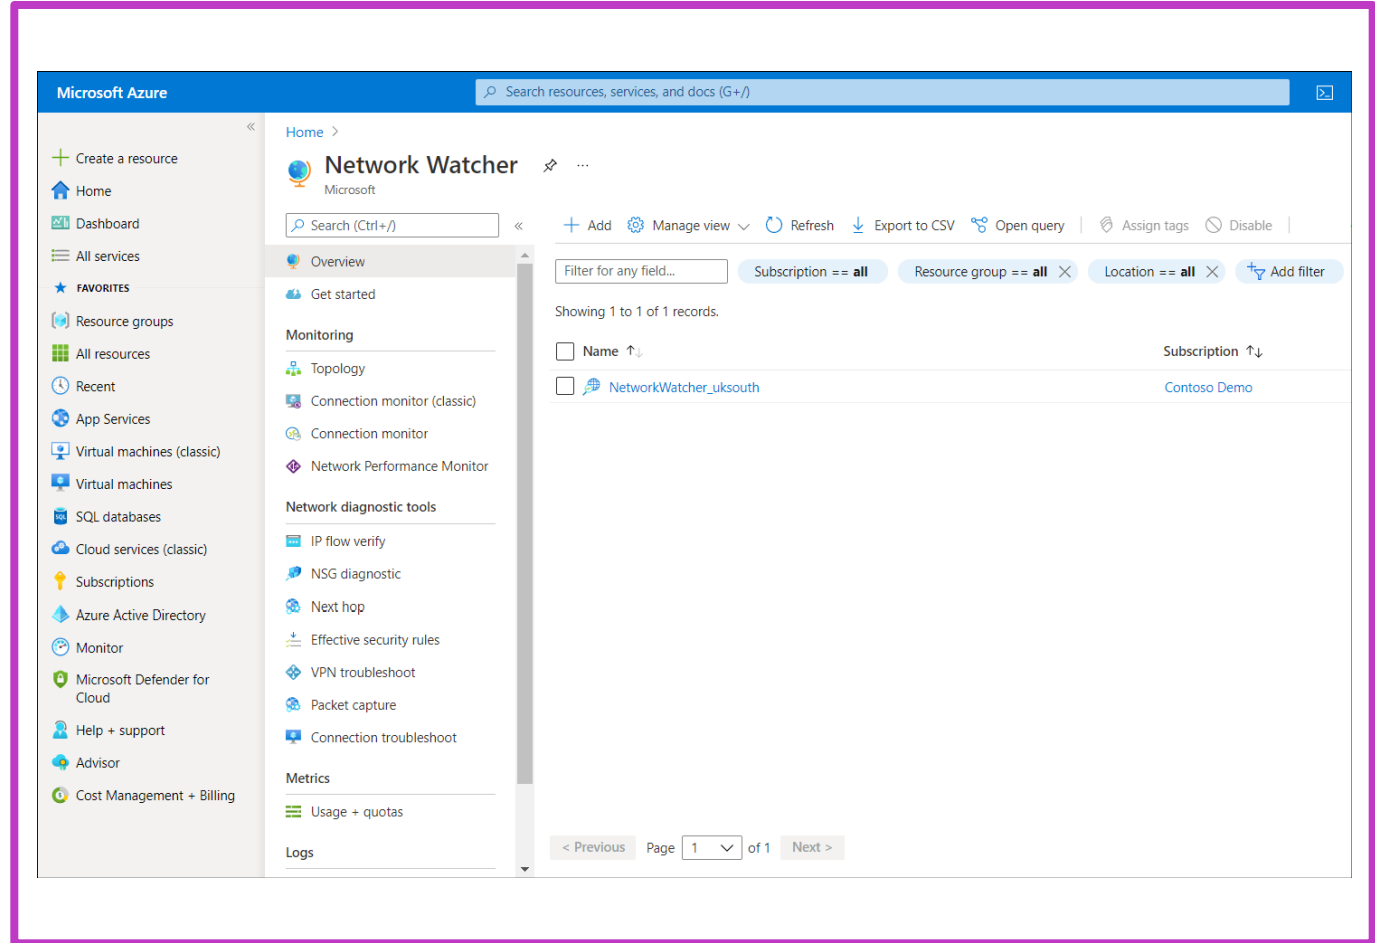 Microsoft Azure
Search resources, services, and docs (G+/)
Create a resource
Home
Dashboard
All services
FAVORITES
Resource groups
All resources
Recent
App Services
Virtual machines (classic)
Virtual machines
SQL databases
Cloud services (classic)
Subscriptions
Azure Active Directory
Monitor
Microsoft Defender for
Cloud
Help + support
Advisor
Cost Management + Billing
Home >
Network Watcher
Microsoft
Search (Ctrl+/)
Overview
Get started
Monitoring
Topology
Connection monitor (classic)
Connection monitor
Network Performance Monitor
Network diagnostic tools
IP flow verify
NSG diagnostic
Next hop
Effective security rules
VPN troubleshoot
Packet capture
Connection troubleshoot
Metrics
Usage + quotas
Logs
Add Manage view Refresh Export to CSV Open query Assign tags Disable
Filter for any field... Subscription == all Resource group == all Location == all Add filter
Showing 1 to 1 of 1 records.
Name Subscription
NetworkWatcher_uksouth Contoso Demo
< Previous Page 1 of 1 Next >